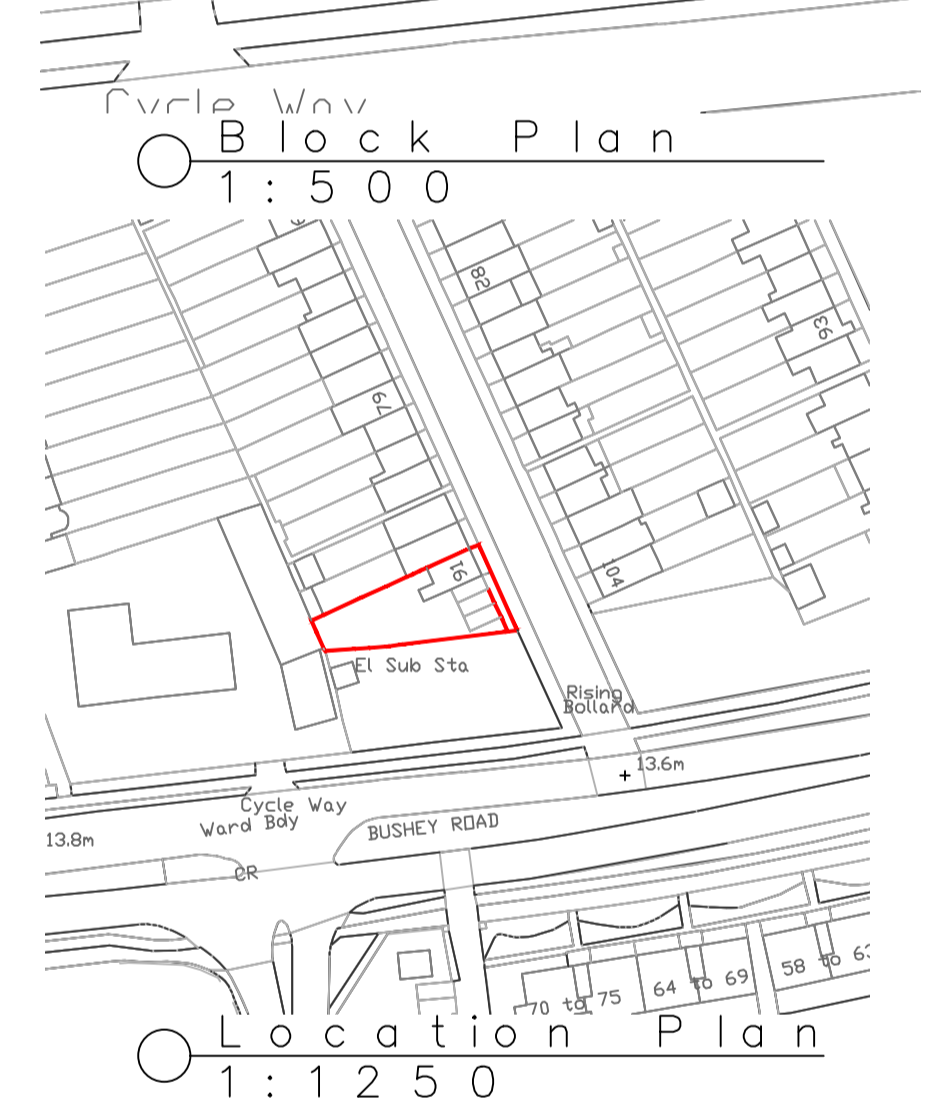 Cycle Way
Block Plan
1:500
82
93
79
91
104
El Sub Sta
Rising
Bollard
13.6m
Cycle Way
Ward Bdy
BUSHEY ROAD
13.8m
CR
70 to 75
64 to 69
58 to 63
Location Plan
1:1250